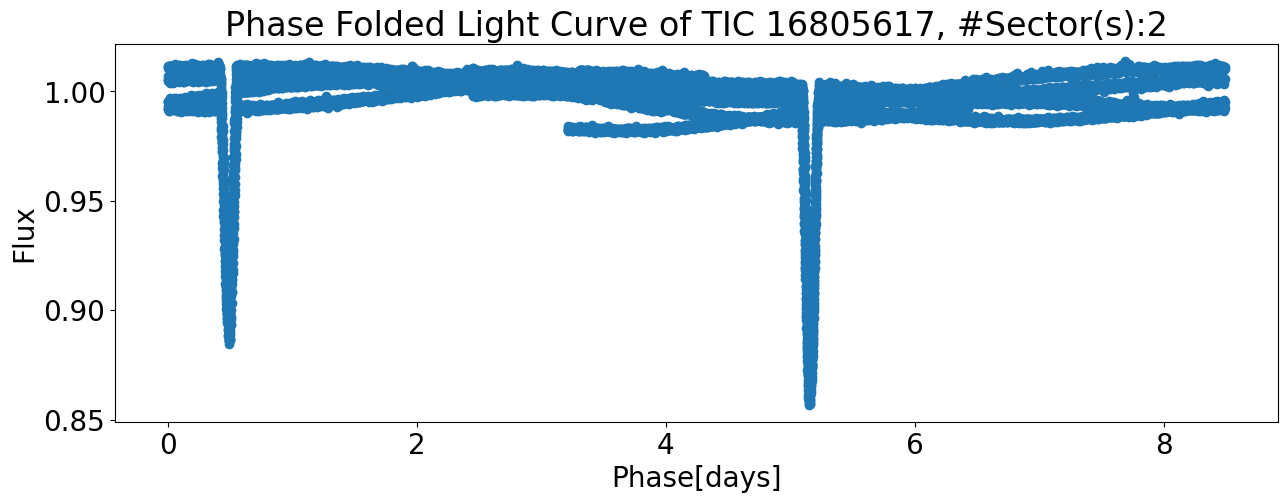 Phase Folded Light Curve of TIC 16805617, #Sector(s):2
1.00
0.95
0.90
0.85
Flux
0 2 4 6 8
Phase[days]